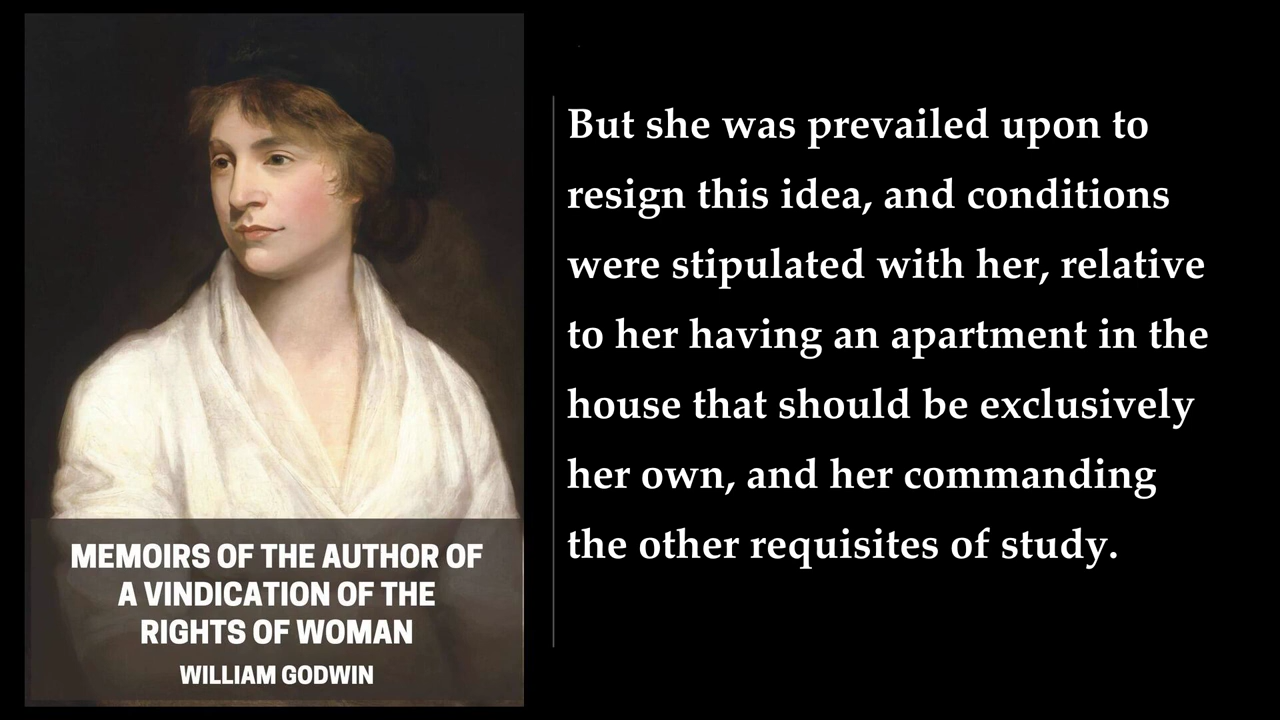 MEMOIRS OF THE AUTHOR OF
A VINDICATION OF THE
RIGHTS OF WOMAN
WILLIAM GODWIN
But she was prevailed upon to
resign this idea, and conditions
were stipulated with her, relative
to her having an apartment in the
house that should be exclusively
her own, and her commanding
the other requisites of study.